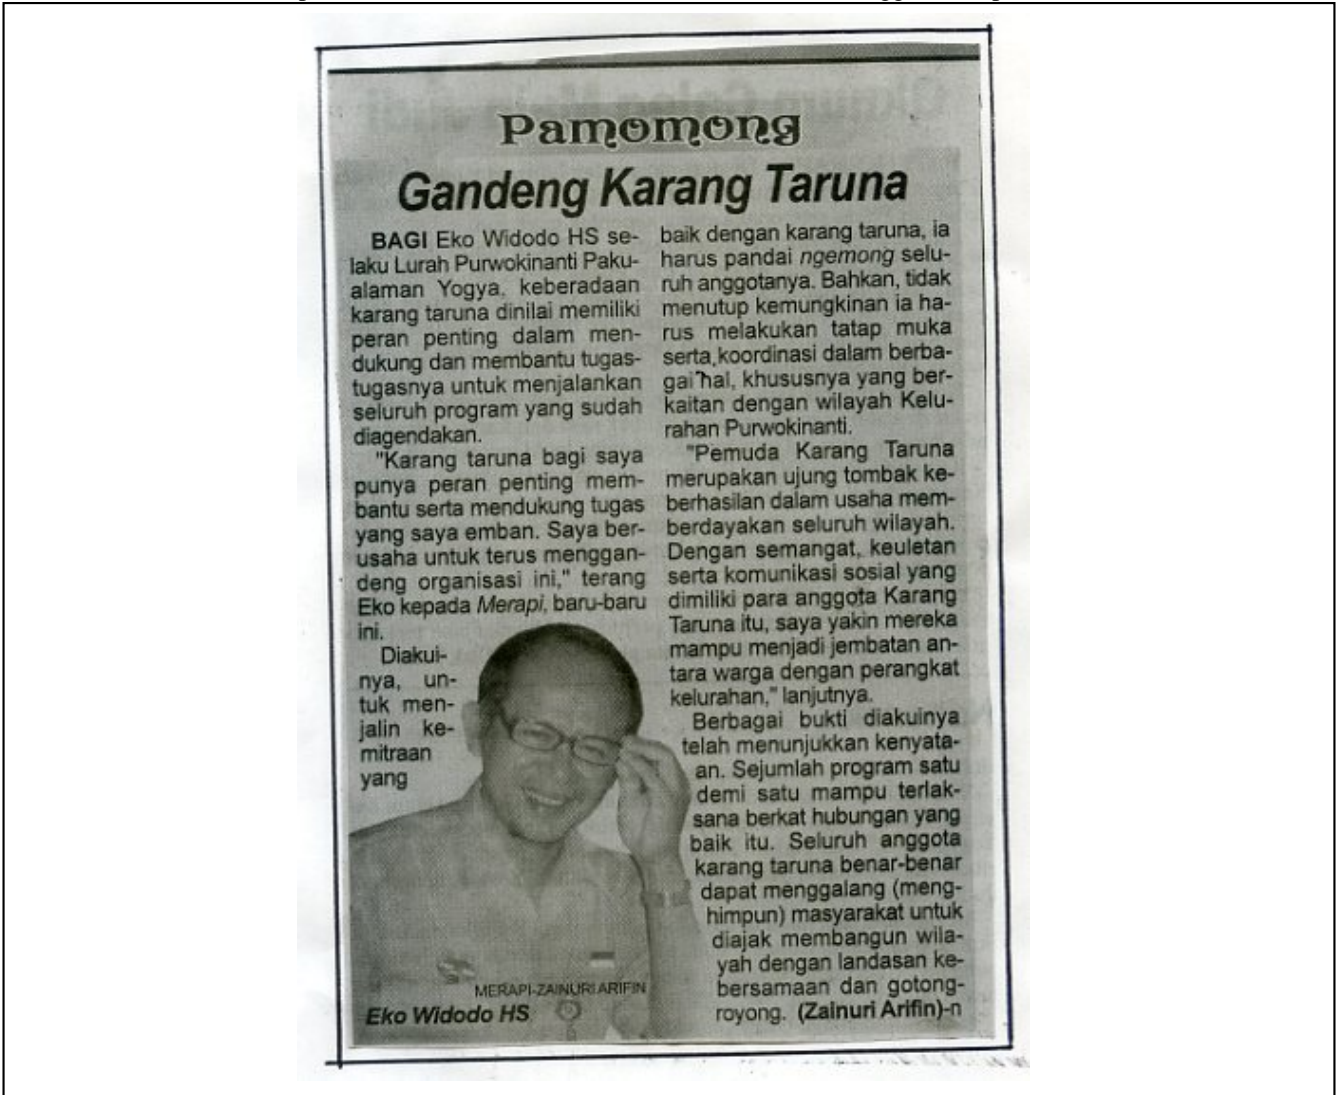 Pamomong
Gandeng Karang Taruna
BAGI Eko Widodo HS se-
laku Lurah Purwokinanti Paku-
alaman Yogya, keberadaan
karang taruna dinilai memiliki
peran penting dalam men-
dukung dan membantu tugas-
tugasnya untuk menjalankan
seluruh program yang sudah
diagendakan.
"Karang taruna bagi saya
punya peran penting mem-
bantu serta mendukung tugas
yang saya emban. Saya ber-
usaha untuk terus menggan-
deng organisasi ini," terang
Eko kepada Merapi, baru-baru
ini.
Diakui-
nya, un-
tuk men-
jalin ke-
mitraan
yang
baik dengan karang taruna, ia
harus pandai ngemong selu-
ruh anggotanya. Bahkan, tidak
menutup kemungkinan ia ha-
rus melakukan tatap muka
serta koordinasi dalam berba-
gai hal, khususnya yang ber-
kaitan dengan wilayah Kelu-
rahan Purwokinanti.
"Pemuda Karang Taruna
merupakan ujung tombak ke-
berhasilan dalam usaha mem-
berdayakan seluruh wilayah.
Dengan semangat, keuletan
serta komunikasi sosial yang
dimiliki para anggota Karang
Taruna itu, saya yakin mereka
mampu menjadi jembatan an-
tara warga dengan perangkat
kelurahan," lanjutnya.
Berbagai bukti diakuinya
telah menunjukkan kenyata-
an. Sejumlah program satu
demi satu mampu terlak-
sana berkat hubungan yang
baik itu. Seluruh anggota
karang taruna benar-benar
dapat menggalang (meng-
himpun) masyarakat untuk
diajak membangun wila-
yah dengan landasan ke-
bersamaan dan gotong-
royong. (Zainuri Arifin)-n
MERAPI-ZAINURI ARIFIN
Eko Widodo HS